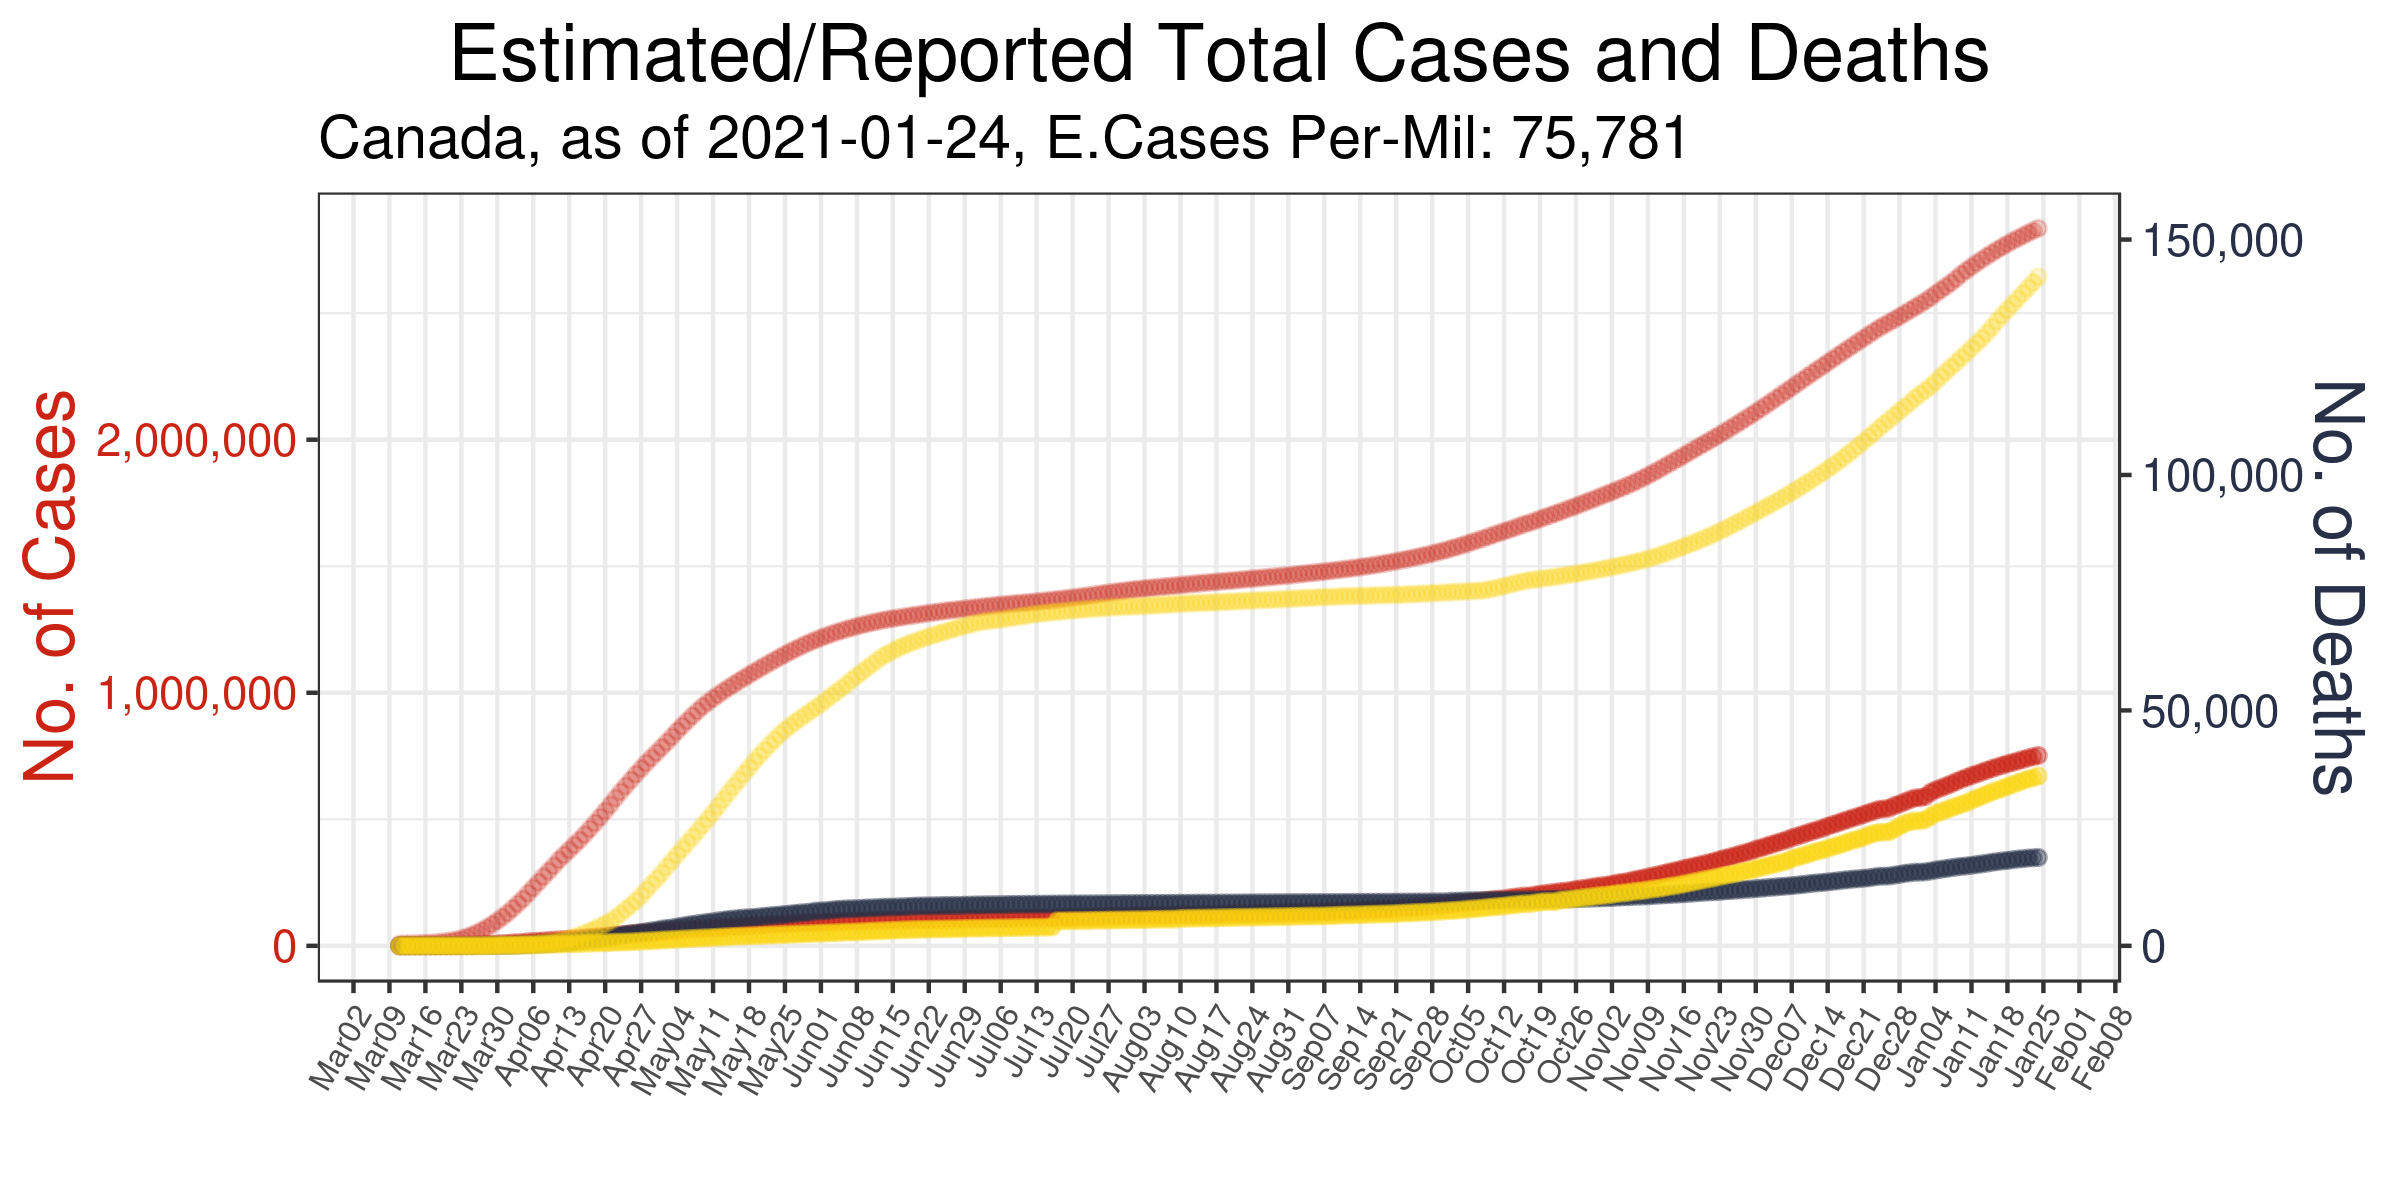 Estimated/Reported Total Cases and Deaths
Canada, as of 2021-01-24, E.Cases Per-Mil: 75,781
No. of Cases
2,000,000
1,000,000
0
150,000
100,000
50,000
0
No. of Deaths
Mar02
Mar09
Mar16
Mar23
Mar30
Apr06
Apr13
Apr20
Apr27
May04
May11
May18
May25
Jun01
Jun08
Jun15
Jun22
Jun29
Jul06
Jul13
Jul20
Jul27
Aug03
Aug10
Aug17
Aug24
Aug31
Sep07
Sep14
Sep21
Sep28
Oct05
Oct12
Oct19
Oct26
Nov02
Nov09
Nov16
Nov23
Nov30
Dec07
Dec14
Dec21
Dec28
Jan04
Jan11
Jan18
Jan25
Feb01
Feb08